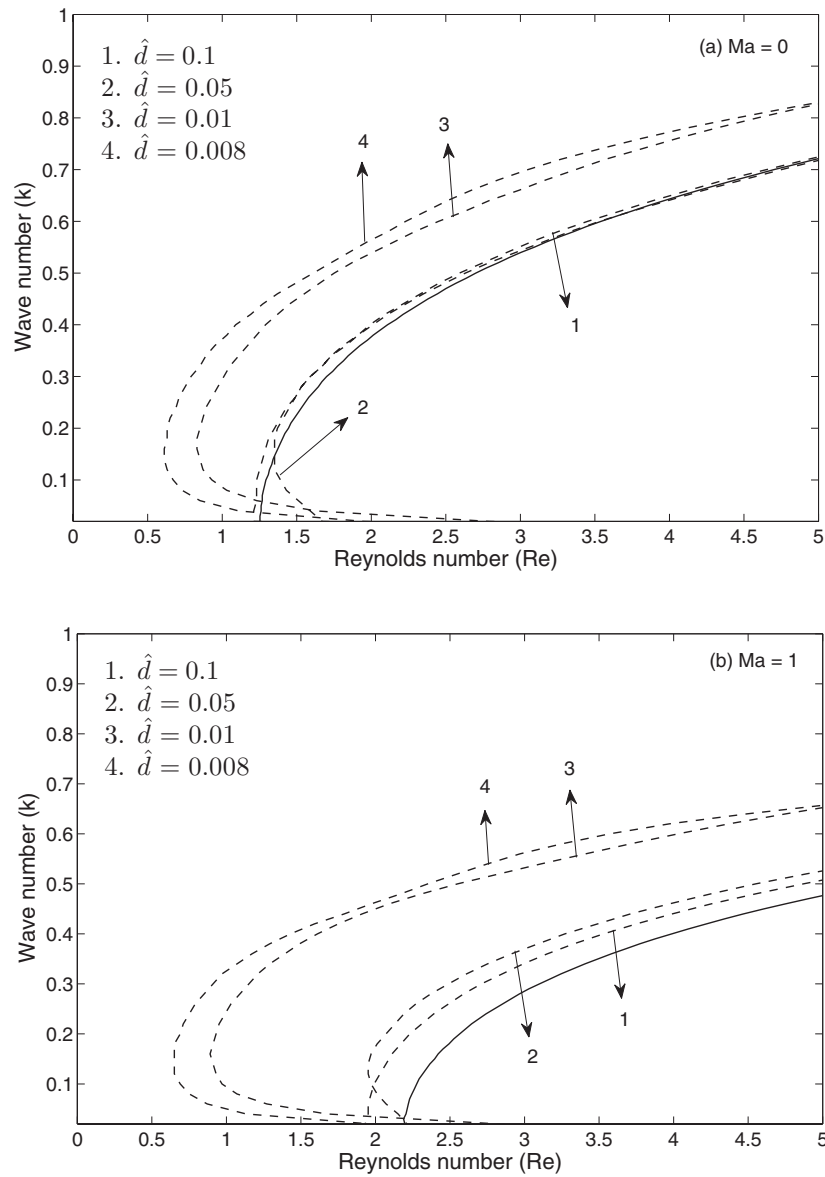 (a) Ma = 0
1. d̂ = 0.1
2. d̂ = 0.05
3. d̂ = 0.01
4. d̂ = 0.008
4
3
1
2
Wave number (k)
1
0.9
0.8
0.7
0.6
0.5
0.4
0.3
0.2
0.1
0 0.5 1 1.5 2 2.5 3 3.5 4 4.5 5
Reynolds number (Re)
(b) Ma = 1
1. d̂ = 0.1
2. d̂ = 0.05
3. d̂ = 0.01
4. d̂ = 0.008
4
3
1
2
Wave number (k)
1
0.9
0.8
0.7
0.6
0.5
0.4
0.3
0.2
0.1
0 0.5 1 1.5 2 2.5 3 3.5 4 4.5 5
Reynolds number (Re)